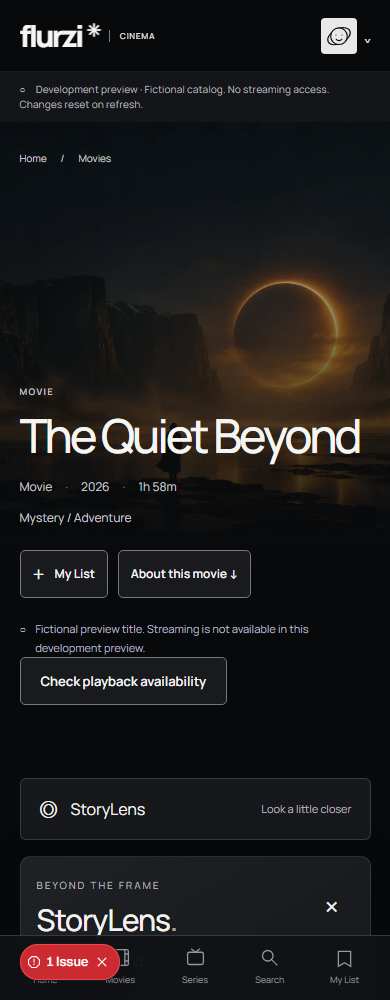 flurzi
CINEMA
Development preview · Fictional catalog. No streaming access.
Changes reset on refresh.
Home / Movies
MOVIE
The Quiet Beyond
Movie · 2026 · 1h 58m
Mystery / Adventure
+ My List
About this movie ↓
Fictional preview title. Streaming is not available in this
development preview.
Check playback availability
StoryLens
Look a little closer
BEYOND THE FRAME
StoryLens.
1 Issue
Home
Movies
Series
Search
My List